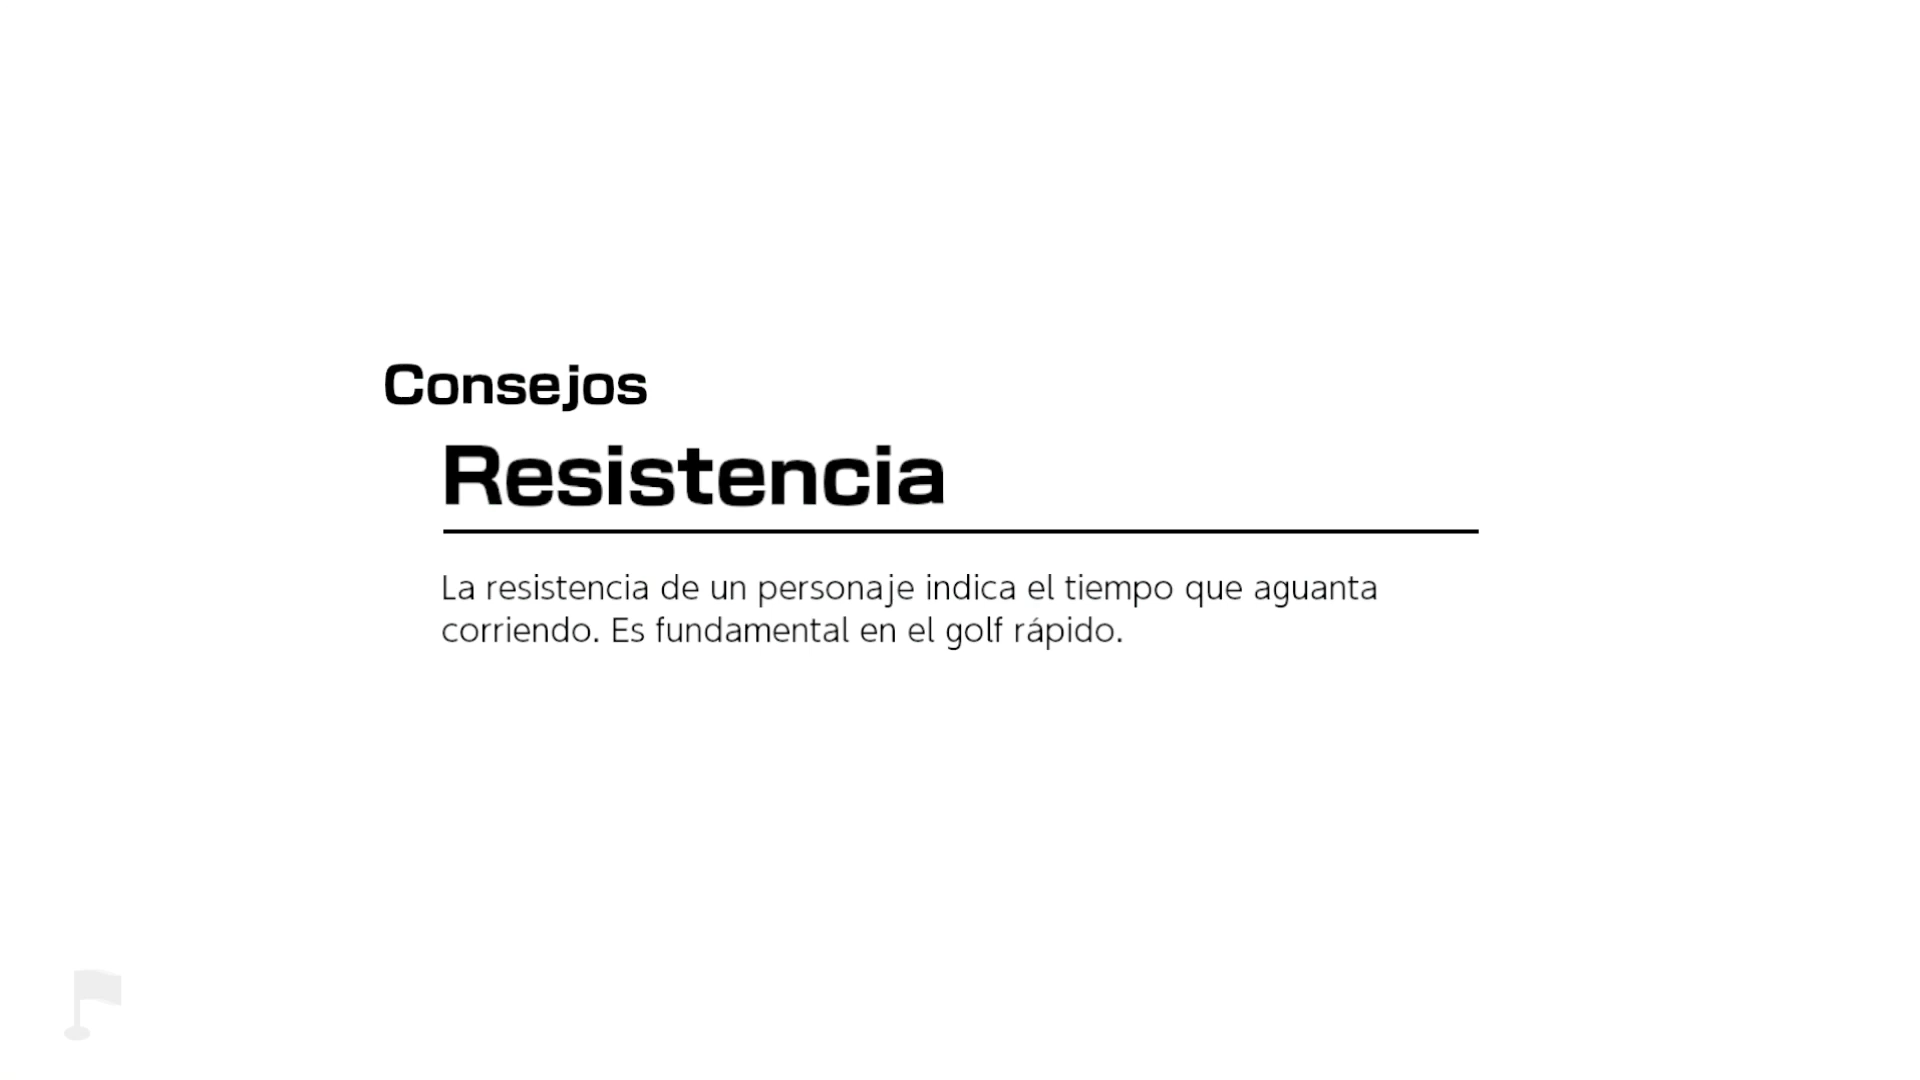 Consejos
Resistencia
La resistencia de un personaje indica el tiempo que aguanta
corriendo. Es fundamental en el golf rápido.